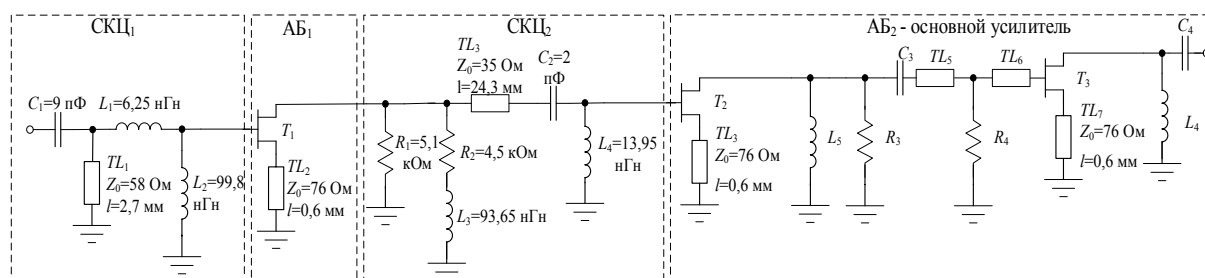 СКЦ₁
C₁=9 пФ
L₁=6,25 нГн
TL₁
Z₀=58 Ом
l=2,7 мм
L₂=99,8
нГн
АБ₁
T₁
TL₂
Z₀=76 Ом
l=0,6 мм
СКЦ₂
TL₃
Z₀=35 Ом
l=24,3 мм
C₂=2
пФ
R₁=5,1
кОм
R₂=4,5 кОм
L₃=93,65 нГн
L₄=13,95
нГн
АБ₂ - основной усилитель
T₂
TL₃
Z₀=76 Ом
l=0,6 мм
L₅
R₃
C₃
TL₅
TL₆
R₄
T₃
TL₇
Z₀=76 Ом
l=0,6 мм
C₄
L₄